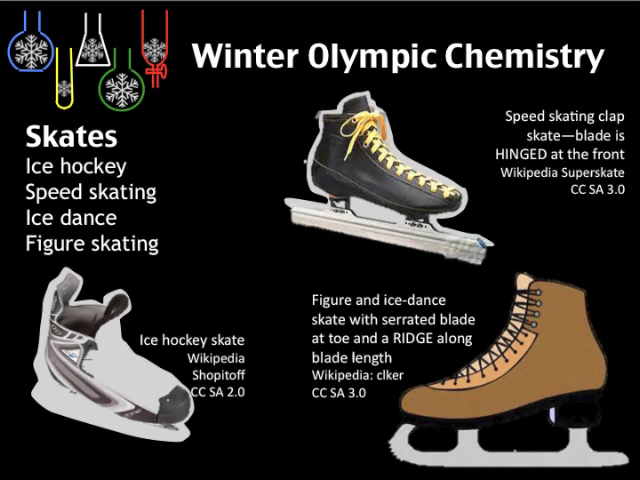 Winter Olympic Chemistry
Skates
Ice hockey
Speed skating
Ice dance
Figure skating
Speed skating clap
skate—blade is
HINGED at the front
Wikipedia Superskate
CC SA 3.0
Ice hockey skate
Wikipedia
Shopitoff
CC SA 2.0
Figure and ice-dance
skate with serrated blade
at toe and a RIDGE along
blade length
Wikipedia: clker
CC SA 3.0